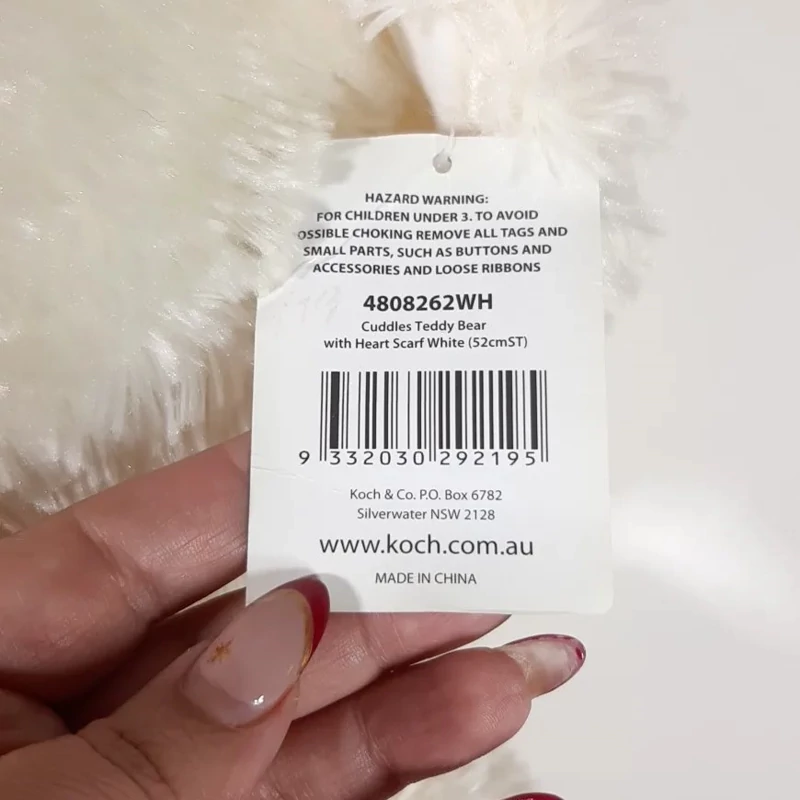 HAZARD WARNING:
FOR CHILDREN UNDER 3. TO AVOID
OSSIBLE CHOKING REMOVE ALL TAGS AND
SMALL PARTS, SUCH AS BUTTONS AND
ACCESSORIES AND LOOSE RIBBONS
4808262WH
Cuddles Teddy Bear
with Heart Scarf White (52cmST)
9 332030 292195
Koch & Co. P.O. Box 6782
Silverwater NSW 2128
www.koch.com.au
MADE IN CHINA